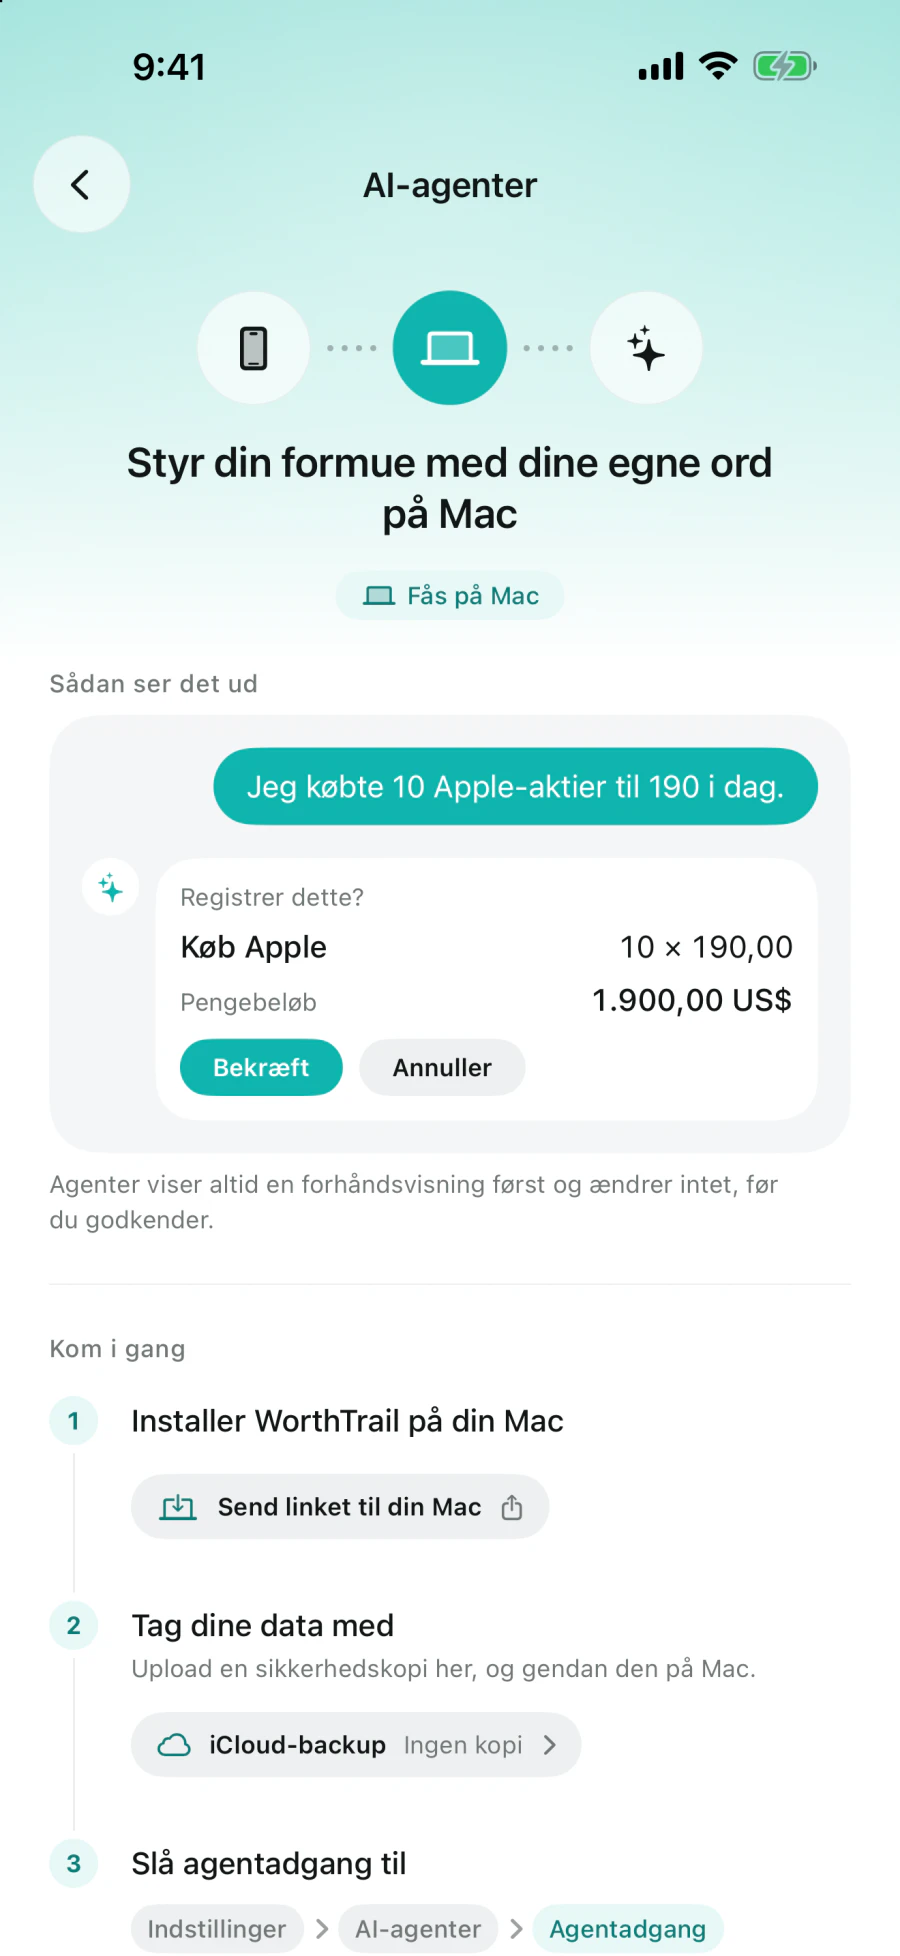 9:41
AI-agenter
Styr din formue med dine egne ord
på Mac
Fås på Mac
Sådan ser det ud
Jeg købte 10 Apple-aktier til 190 i dag.
Registrer dette?
Køb Apple 10 × 190,00
Pengebeløb 1.900,00 US$
Bekræft Annuller
Agenter viser altid en forhåndsvisning først og ændrer intet, før
du godkender.
Kom i gang
1 Installer WorthTrail på din Mac
Send linket til din Mac
2 Tag dine data med
Upload en sikkerhedskopi her, og gendan den på Mac.
iCloud-backup Ingen kopi
3 Slå agentadgang til
Indstillinger AI-agenter Agentadgang